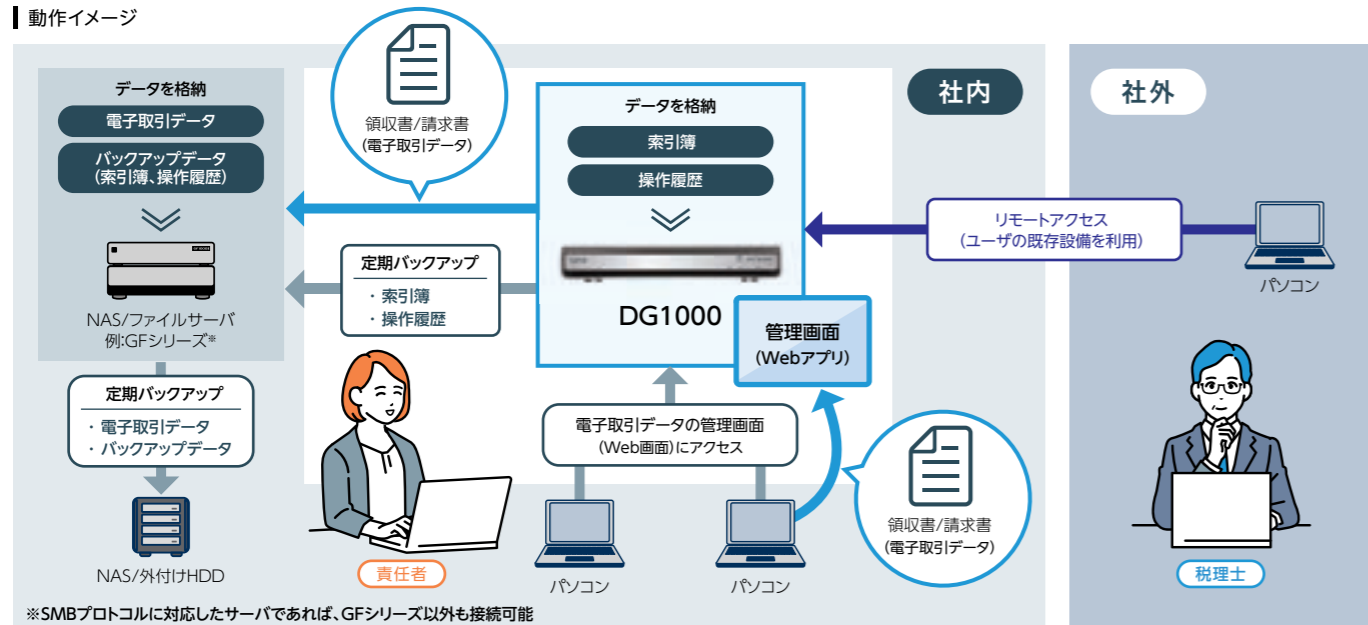 動作イメージ
データを格納
電子取引データ
バックアップデータ
(索引簿、操作履歴)
NAS/ファイルサーバ
例:GFシリーズ※
定期バックアップ
・電子取引データ
・バックアップデータ
NAS/外付けHDD
領収書/請求書
(電子取引データ)
定期バックアップ
・索引簿
・操作履歴
責任者
データを格納
索引簿
操作履歴
DG1000
管理画面
(Webアプリ)
電子取引データの管理画面
(Web画面)にアクセス
パソコン
パソコン
領収書/請求書
(電子取引データ)
社内
社外
リモートアクセス
(ユーザの既存設備を利用)
パソコン
税理士
※SMBプロトコルに対応したサーバであれば、GFシリーズ以外も接続可能